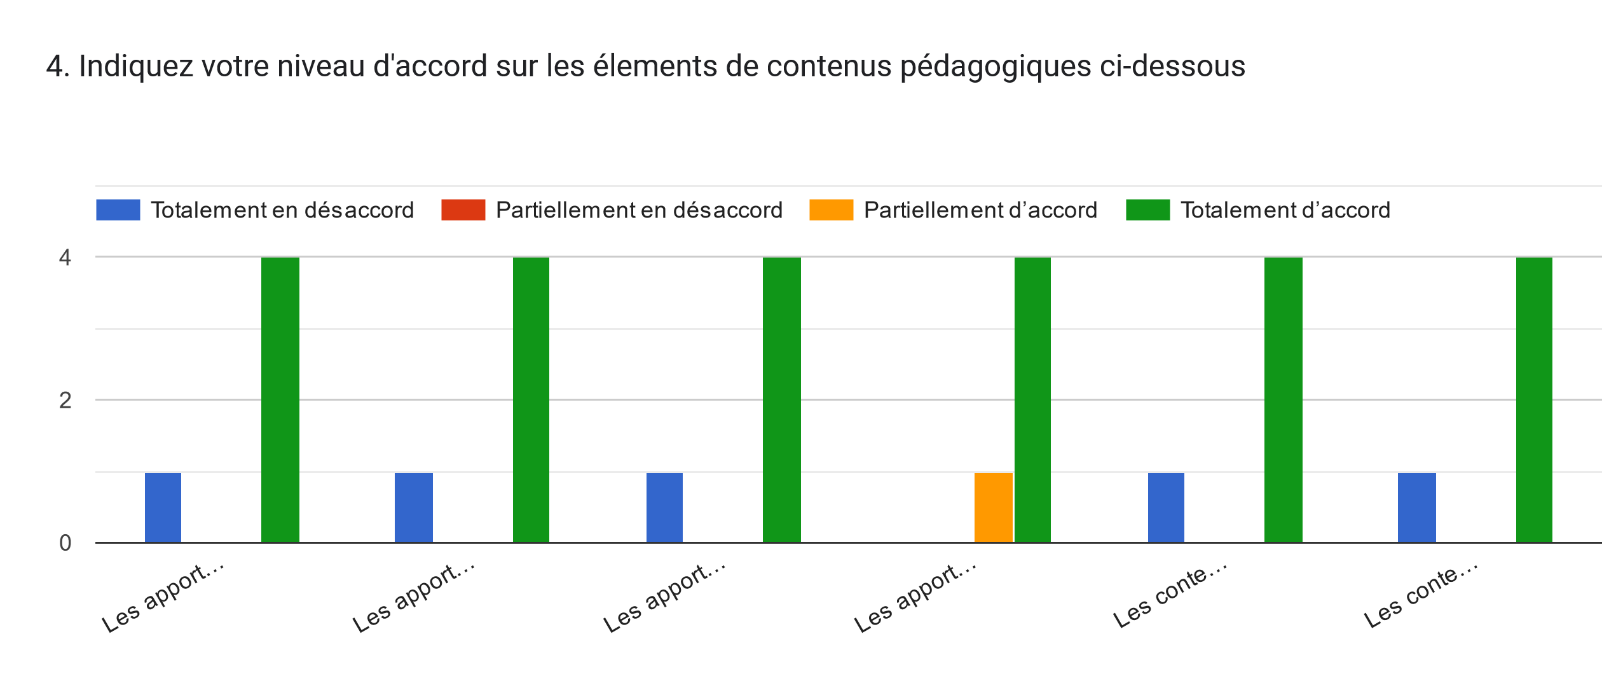 4. Indiquez votre niveau d'accord sur les élements de contenus pédagogiques ci-dessous
Totalement en désaccord
Partiellement en désaccord
Partiellement d’accord
Totalement d’accord
4
2
0
Les apport…
Les apport…
Les apport…
Les apport…
Les conte…
Les conte…